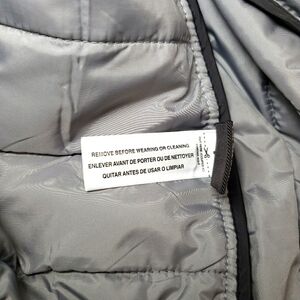 REMOVE BEFORE WEARING OR CLEANING
ENLEVER AVANT DE PORTER OU DE NETTOYER
QUITAR ANTES DE USAR O LIMPIAR